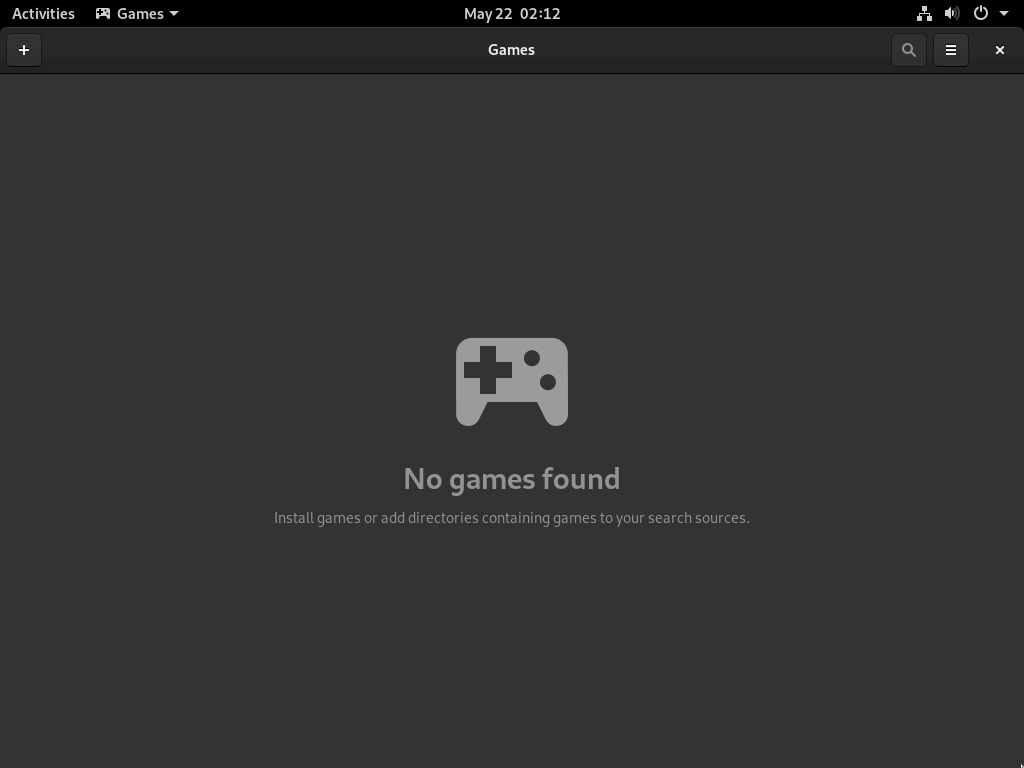 Activities Games May 22 02:12
Games
No games found
Install games or add directories containing games to your search sources.